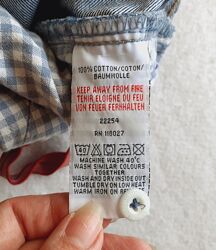 100% COTTON/COTON/
BAUMWOLLE
KEEP AWAY FROM FIRE
TENIR ELOIGNE DU FEU
VON FEUER FERNHALTEN
22254
RN 118027
MACHINE WASH 40°C
WASH SIMILAR COLOURS
TOGETHER
WASH AND DRY INSIDE OUT
TUMBLE DRY ON LOW HEAT
WARM IRON ON